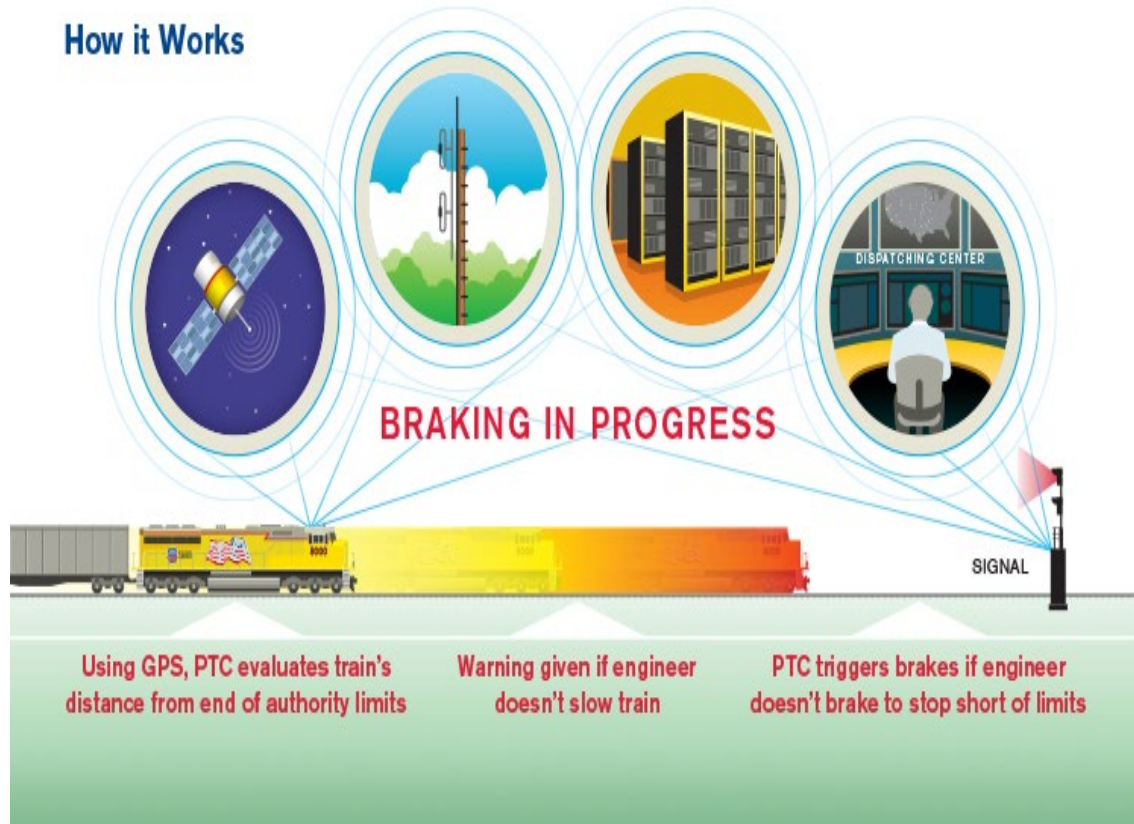 How it Works
DISPATCHING CENTER
BRAKING IN PROGRESS
8000
SIGNAL
Using GPS, PTC evaluates train's
distance from end of authority limits
Warning given if engineer
doesn't slow train
PTC triggers brakes if engineer
doesn't brake to stop short of limits